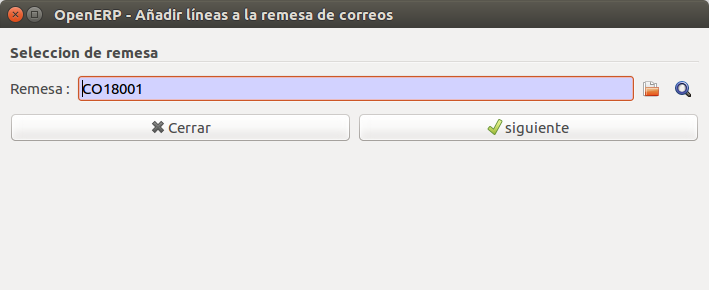 OpenERP - Añadir líneas a la remesa de correos
Seleccion de remesa
Remesa : CO18001
Cerrar siguiente